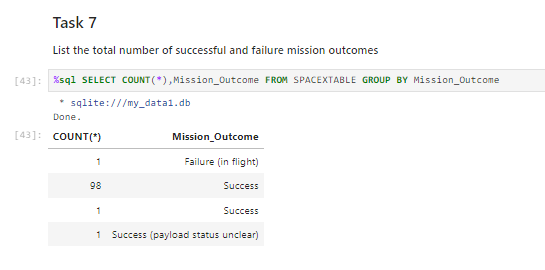 Task 7
List the total number of successful and failure mission outcomes
[43]: %sql SELECT COUNT(*),Mission_Outcome FROM SPACEXTABLE GROUP BY Mission_Outcome
* sqlite:///my_data1.db
Done.
[43]: COUNT(*) Mission_Outcome
1 Failure (in flight)
98 Success
1 Success
1 Success (payload status unclear)